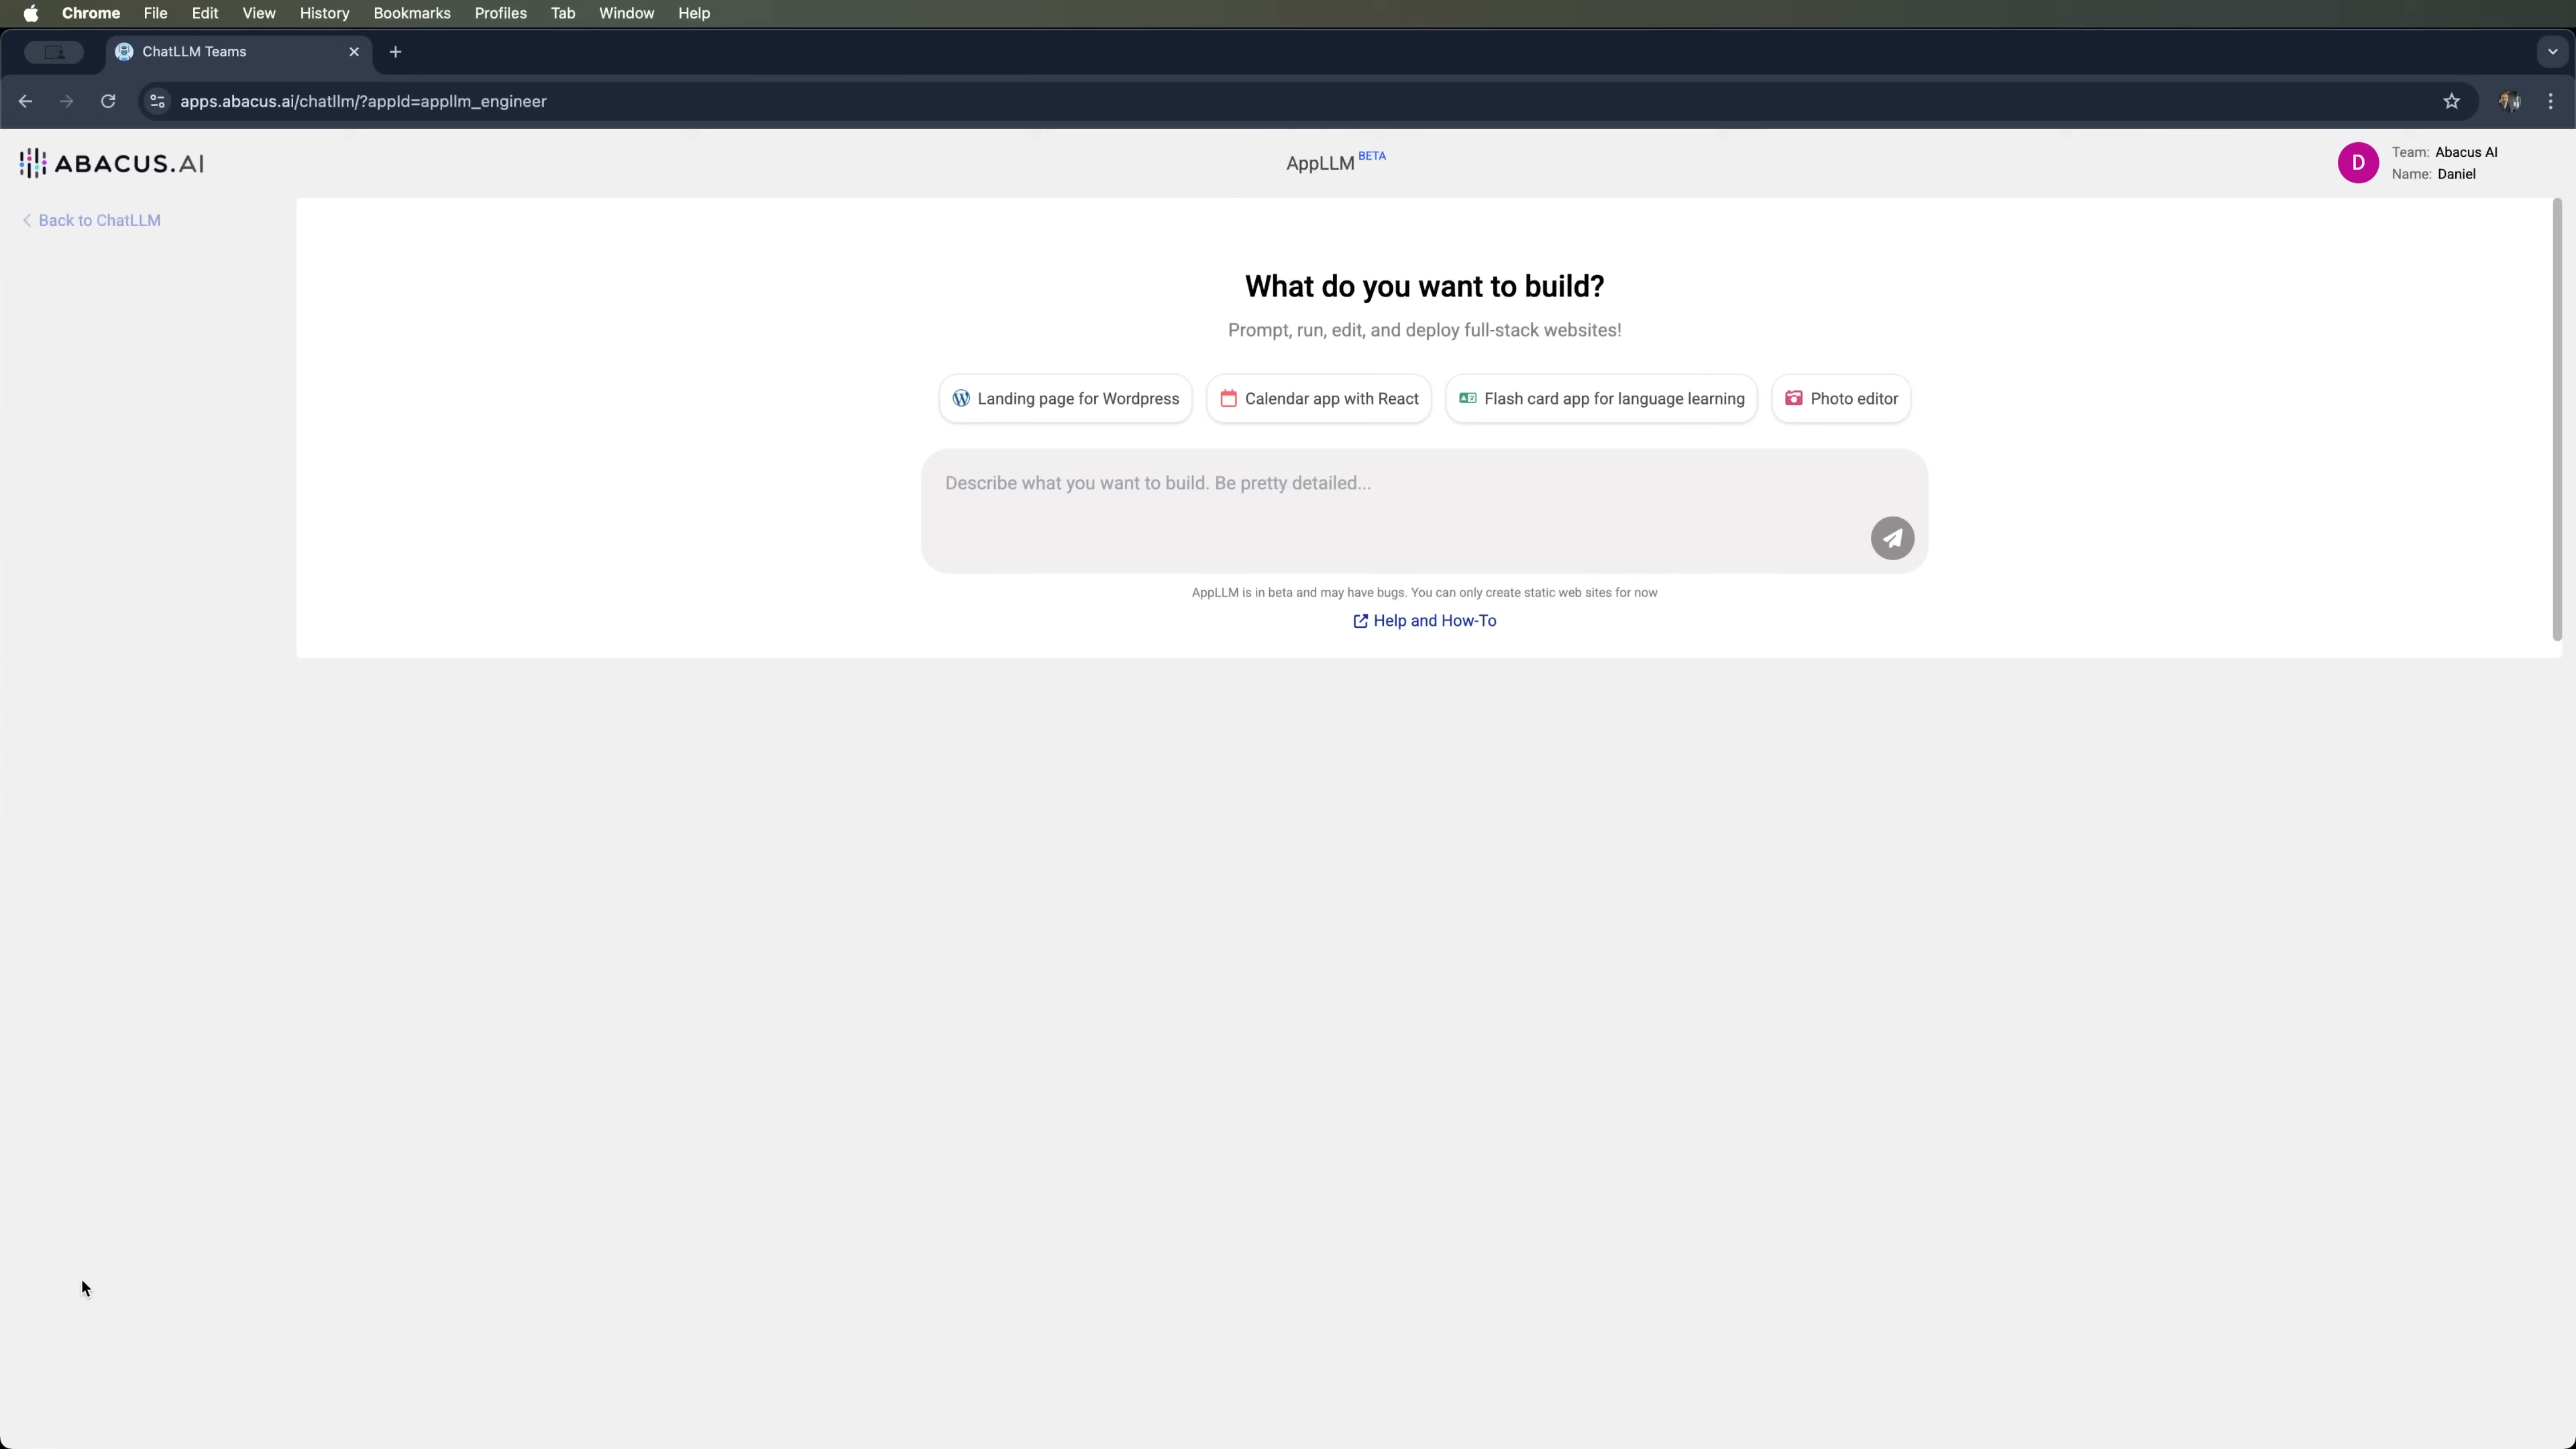 Chrome File Edit View History Bookmarks Profiles Tab Window Help
ChatLLM Teams
apps.abacus.ai/chatllm/?appId=appllm_engineer
ABACUS.AI
AppLLM BETA
D
Team: Abacus AI
Name: Daniel
Back to ChatLLM
What do you want to build?
Prompt, run, edit, and deploy full-stack websites!
Landing page for Wordpress Calendar app with React Flash card app for language learning Photo editor
Describe what you want to build. Be pretty detailed...
AppLLM is in beta and may have bugs. You can only create static web sites for now
Help and How-To